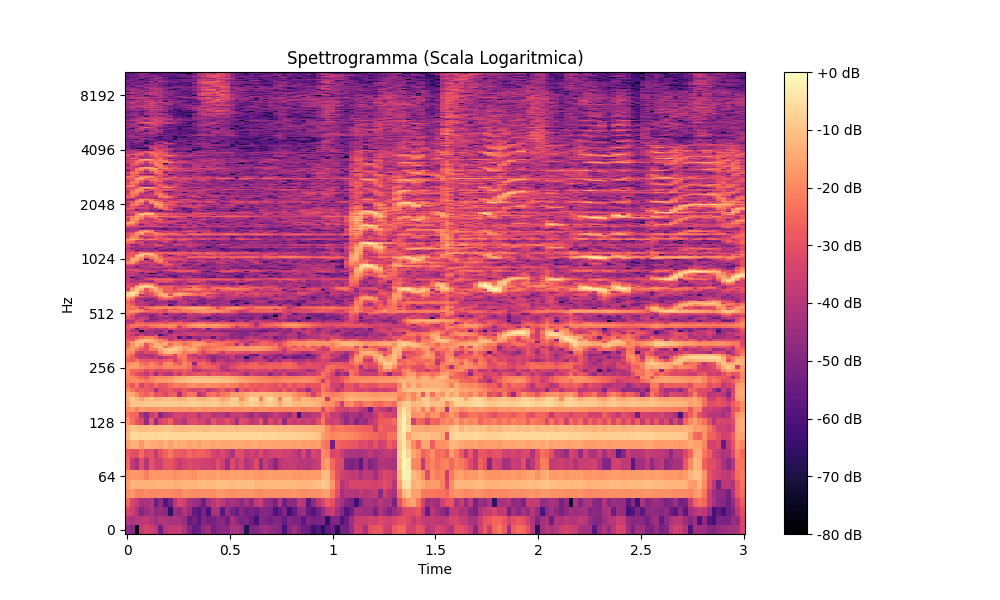 Spettrogramma (Scala Logaritmica)
Hz
8192
4096
2048
1024
512
256
128
64
0
0 0.5 1 1.5 2 2.5 3
Time
+0 dB
-10 dB
-20 dB
-30 dB
-40 dB
-50 dB
-60 dB
-70 dB
-80 dB